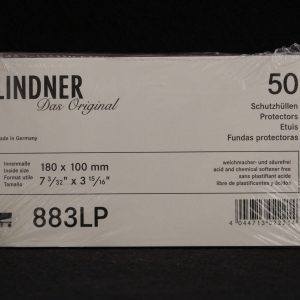 LINDNER 50
Das Original
Schutzhüllen
Protectors
Etuis
Fundas protectoras
Made in Germany
Innenmaße
Inside size
Format utile
Tamaño
180 x 100 mm
7 3/32" x 3 15/16"
weichmacher- und säurefrei
acid and chemical softener free
sans plastifiant acide
libre de plastificantes y ácidos
883LP